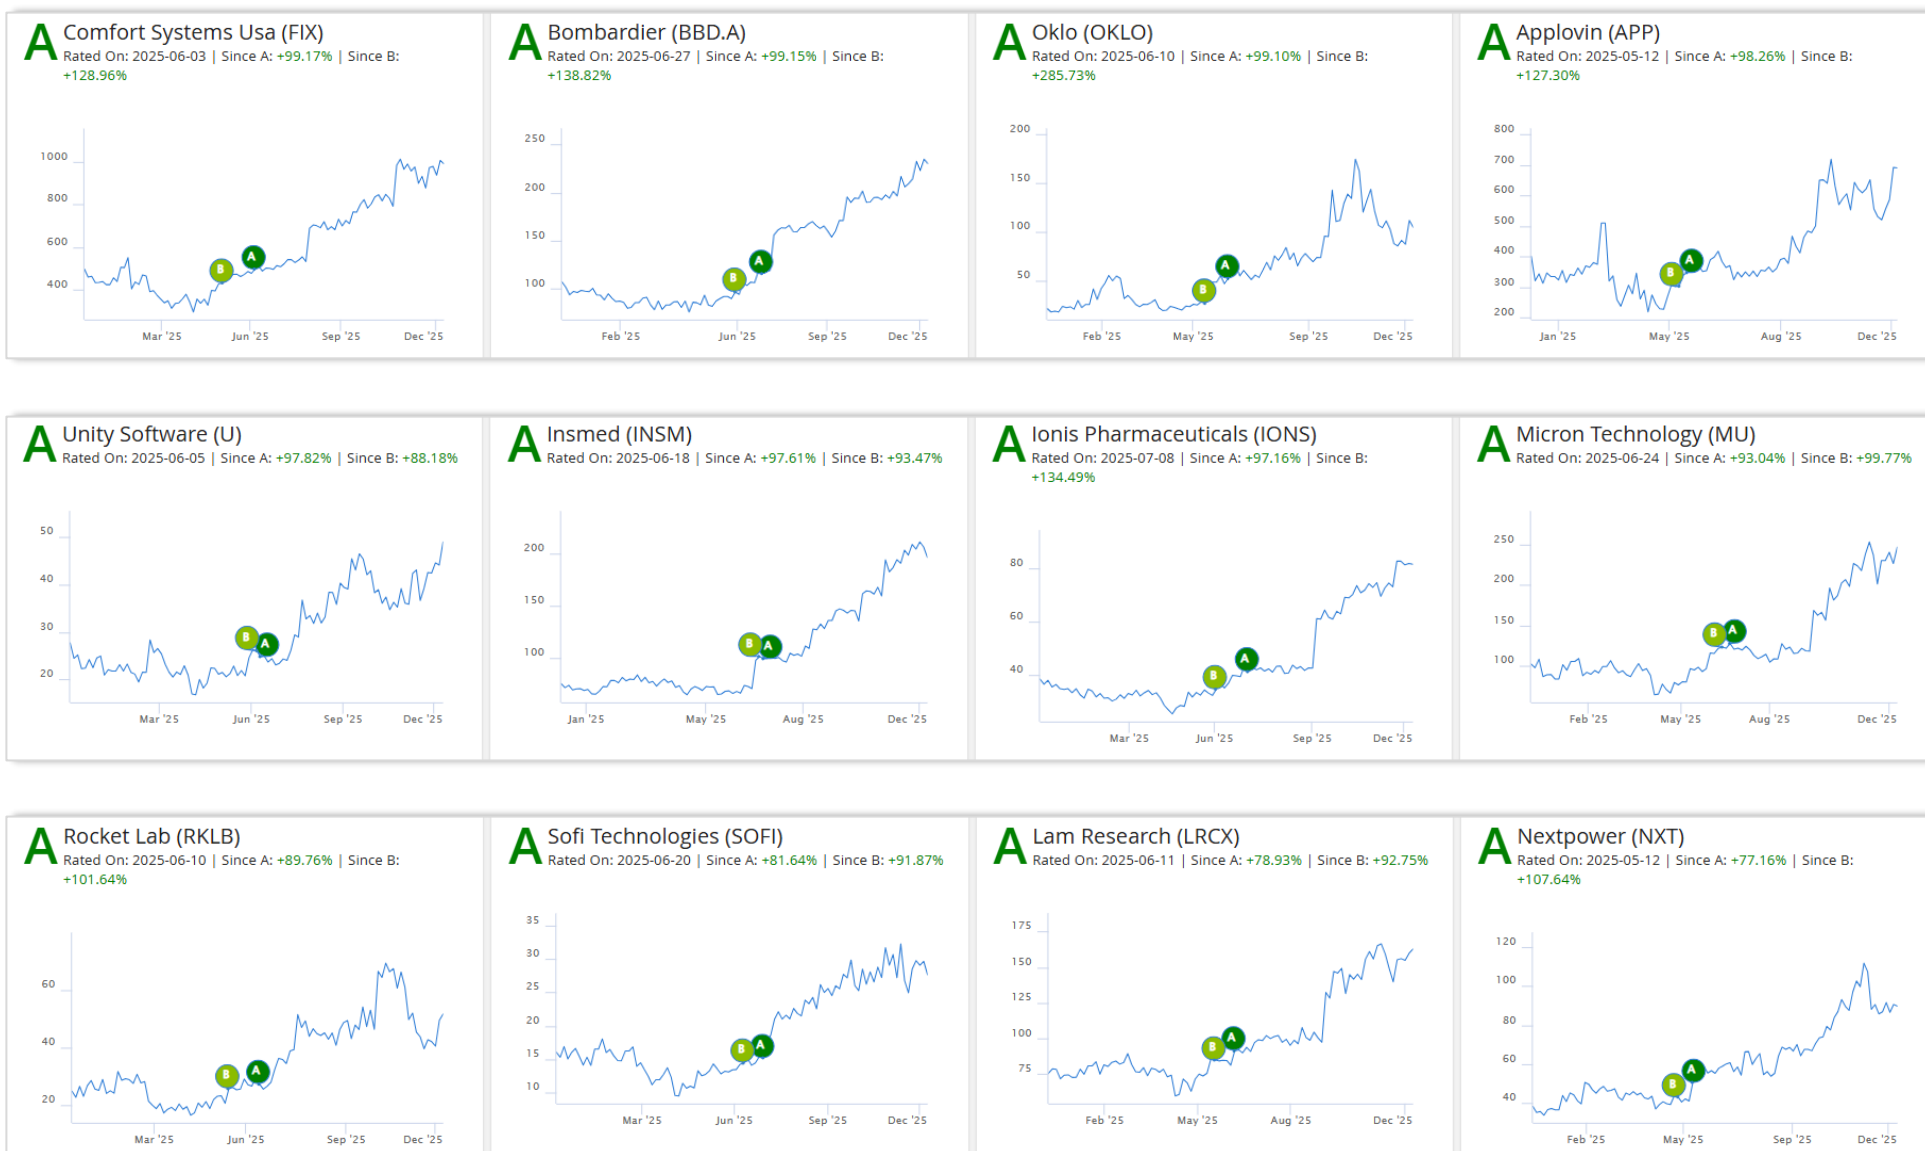 A Comfort Systems Usa (FIX)
Rated On: 2025-06-03 | Since A: +99.17% | Since B:
+128.96%
1000
800
600
400
B
A
Mar '25 Jun '25 Sep '25 Dec '25
A Bombardier (BBD.A)
Rated On: 2025-06-27 | Since A: +99.15% | Since B:
+138.82%
250
200
150
100
B
A
Feb '25 Jun '25 Sep '25 Dec '25
A Oklo (OKLO)
Rated On: 2025-06-10 | Since A: +99.10% | Since B:
+285.73%
200
150
100
50
B
A
Feb '25 May '25 Sep '25 Dec '25
A Applovin (APP)
Rated On: 2025-05-12 | Since A: +98.26% | Since B:
+127.30%
800
700
600
500
400
300
200
B
A
Jan '25 May '25 Aug '25 Dec '25
A Unity Software (U)
Rated On: 2025-06-05 | Since A: +97.82% | Since B: +88.18%
50
40
30
20
B
A
Mar '25 Jun '25 Sep '25 Dec '25
A Insmed (INSM)
Rated On: 2025-06-18 | Since A: +97.61% | Since B: +93.47%
200
150
100
B
A
Jan '25 May '25 Aug '25 Dec '25
A Ionis Pharmaceuticals (IONS)
Rated On: 2025-07-08 | Since A: +97.16% | Since B:
+134.49%
80
60
40
B
A
Mar '25 Jun '25 Sep '25 Dec '25
A Micron Technology (MU)
Rated On: 2025-06-24 | Since A: +93.04% | Since B: +99.77%
250
200
150
100
B
A
Feb '25 May '25 Aug '25 Dec '25
A Rocket Lab (RKLB)
Rated On: 2025-06-10 | Since A: +89.76% | Since B:
+101.64%
60
40
20
B
A
Mar '25 Jun '25 Sep '25 Dec '25
A Sofi Technologies (SOFI)
Rated On: 2025-06-20 | Since A: +81.64% | Since B: +91.87%
35
30
25
20
15
10
B
A
Mar '25 Jun '25 Sep '25 Dec '25
A Lam Research (LRCX)
Rated On: 2025-06-11 | Since A: +78.93% | Since B: +92.75%
175
150
125
100
75
B
A
Feb '25 May '25 Aug '25 Dec '25
A Nextpower (NXT)
Rated On: 2025-05-12 | Since A: +77.16% | Since B:
+107.64%
120
100
80
60
40
B
A
Feb '25 May '25 Sep '25 Dec '25